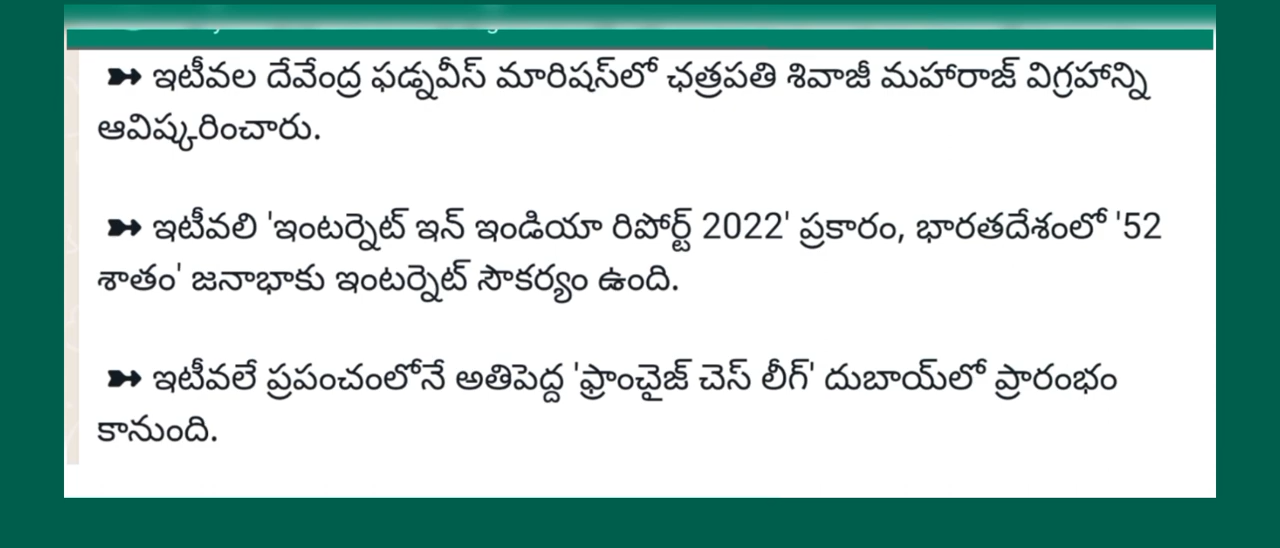 ➽ ఇటీవల దేవేంద్ర ఫడ్నవీస్ మారిషస్‌లో ఛత్రపతి శివాజీ మహారాజ్ విగ్రహాన్ని
ఆవిష్కరించారు.
➽ ఇటీవలి 'ఇంటర్నెట్ ఇన్ ఇండియా రిపోర్ట్ 2022' ప్రకారం, భారతదేశంలో '52
శాతం' జనాభాకు ఇంటర్నెట్ సౌకర్యం ఉంది.
➽ ఇటీవలే ప్రపంచంలోనే అతిపెద్ద 'ఫ్రాంచైజ్ చెస్ లీగ్' దుబాయ్‌లో ప్రారంభం
కానుంది.